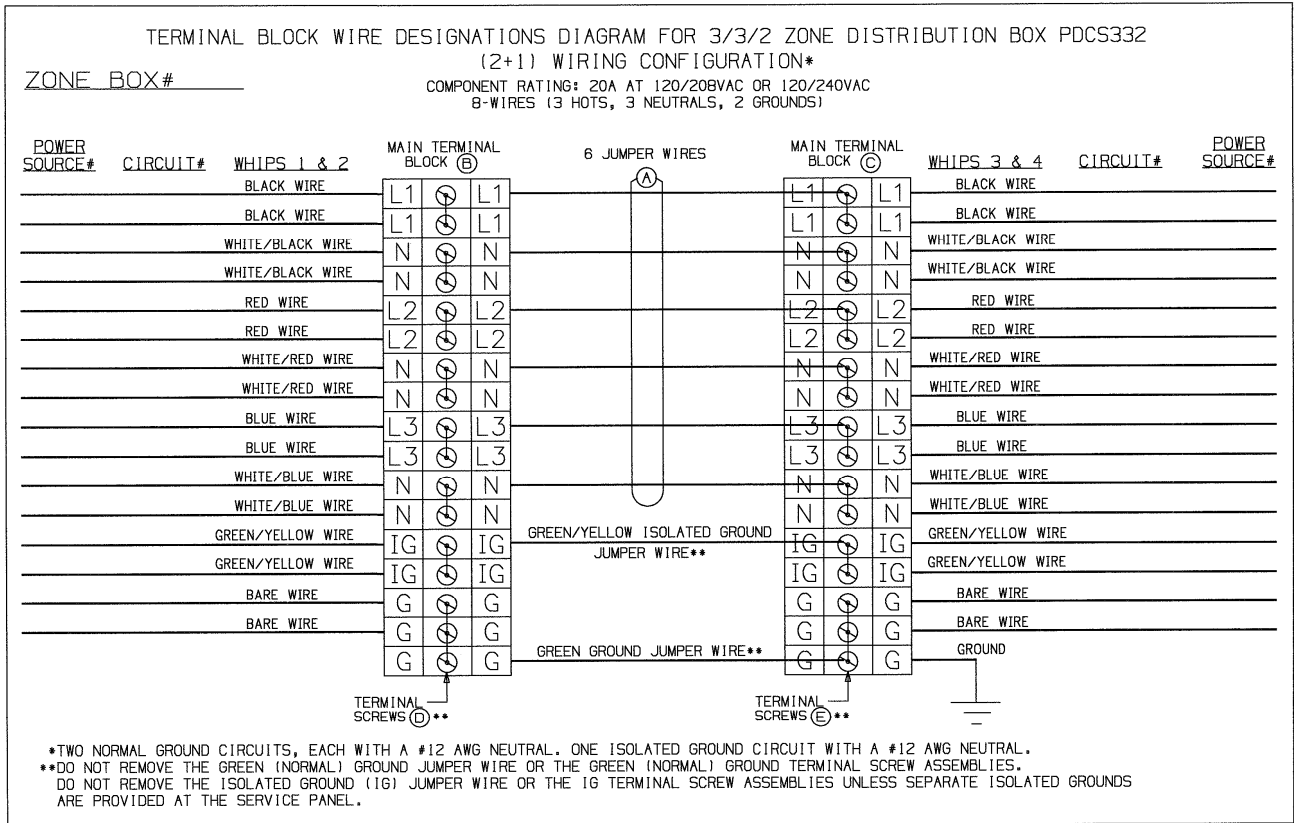 TERMINAL BLOCK WIRE DESIGNATIONS DIAGRAM FOR 3/3/2 ZONE DISTRIBUTION BOX PDCS332
(2+1) WIRING CONFIGURATION*
ZONE BOX#
COMPONENT RATING: 20A AT 120/208VAC OR 120/240VAC
8-WIRES (3 HOTS, 3 NEUTRALS, 2 GROUNDS)
POWER SOURCE# CIRCUIT# WHIPS 1 & 2 MAIN TERMINAL BLOCK (B) 6 JUMPER WIRES MAIN TERMINAL BLOCK (C) WHIPS 3 & 4 CIRCUIT# POWER SOURCE#
(A)
BLACK WIRE L1 L1 L1 L1 BLACK WIRE
BLACK WIRE L1 L1 L1 L1 BLACK WIRE
WHITE/BLACK WIRE N N N N WHITE/BLACK WIRE
WHITE/BLACK WIRE N N N N WHITE/BLACK WIRE
RED WIRE L2 L2 L2 L2 RED WIRE
RED WIRE L2 L2 L2 L2 RED WIRE
WHITE/RED WIRE N N N N WHITE/RED WIRE
WHITE/RED WIRE N N N N WHITE/RED WIRE
BLUE WIRE L3 L3 L3 L3 BLUE WIRE
BLUE WIRE L3 L3 L3 L3 BLUE WIRE
WHITE/BLUE WIRE N N N N WHITE/BLUE WIRE
WHITE/BLUE WIRE N N N N WHITE/BLUE WIRE
GREEN/YELLOW WIRE IG IG GREEN/YELLOW ISOLATED GROUND JUMPER WIRE** IG IG GREEN/YELLOW WIRE
GREEN/YELLOW WIRE IG IG IG IG GREEN/YELLOW WIRE
BARE WIRE G G G G BARE WIRE
BARE WIRE G G G G BARE WIRE
G G GREEN GROUND JUMPER WIRE** G G GROUND
TERMINAL SCREWS (D) ** TERMINAL SCREWS (E) **
*TWO NORMAL GROUND CIRCUITS, EACH WITH A #12 AWG NEUTRAL. ONE ISOLATED GROUND CIRCUIT WITH A #12 AWG NEUTRAL.
**DO NOT REMOVE THE GREEN (NORMAL) GROUND JUMPER WIRE OR THE GREEN (NORMAL) GROUND TERMINAL SCREW ASSEMBLIES.
DO NOT REMOVE THE ISOLATED GROUND (IG) JUMPER WIRE OR THE IG TERMINAL SCREW ASSEMBLIES UNLESS SEPARATE ISOLATED GROUNDS
ARE PROVIDED AT THE SERVICE PANEL.